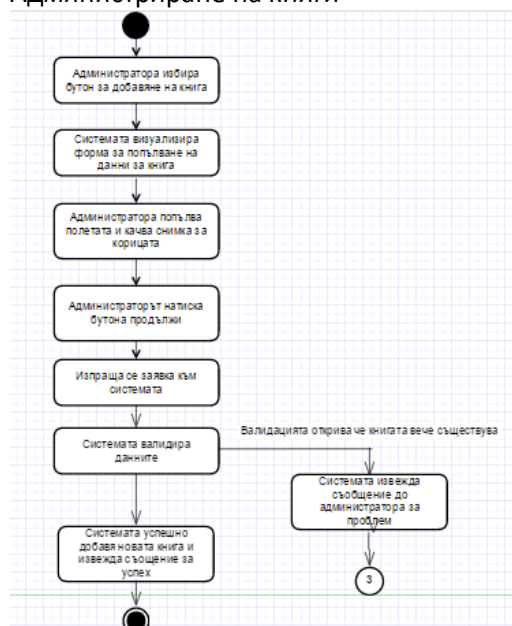 Администриране на книги
Администратора избира
бутон за добавяне на книга
Системата визуализира
форма за попълване на
данни за книга
Администратора попълва
полетата и качва снимка за
корицата
Администраторът натиска
бутона продължи
Изпраща се заявка към
системата
Валидацията открива че книгата вече съществува
Системата валидира
данните
Системата извежда
съобщение до
администратора за
проблем
Системата успешно
добавя новата книга и
извежда съощение за
успех
3